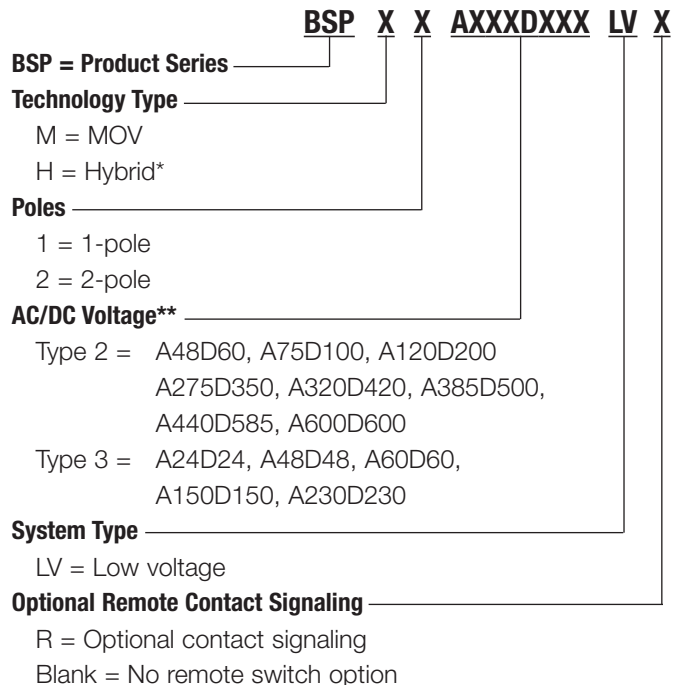 BSP X X AXXXDXXX LV X
BSP = Product Series
Technology Type
M = MOV
H = Hybrid*
Poles
1 = 1-pole
2 = 2-pole
AC/DC Voltage**
Type 2 = A48D60, A75D100, A120D200
A275D350, A320D420, A385D500,
A440D585, A600D600
Type 3 = A24D24, A48D48, A60D60,
A150D150, A230D230
System Type
LV = Low voltage
Optional Remote Contact Signaling
R = Optional contact signaling
Blank = No remote switch option